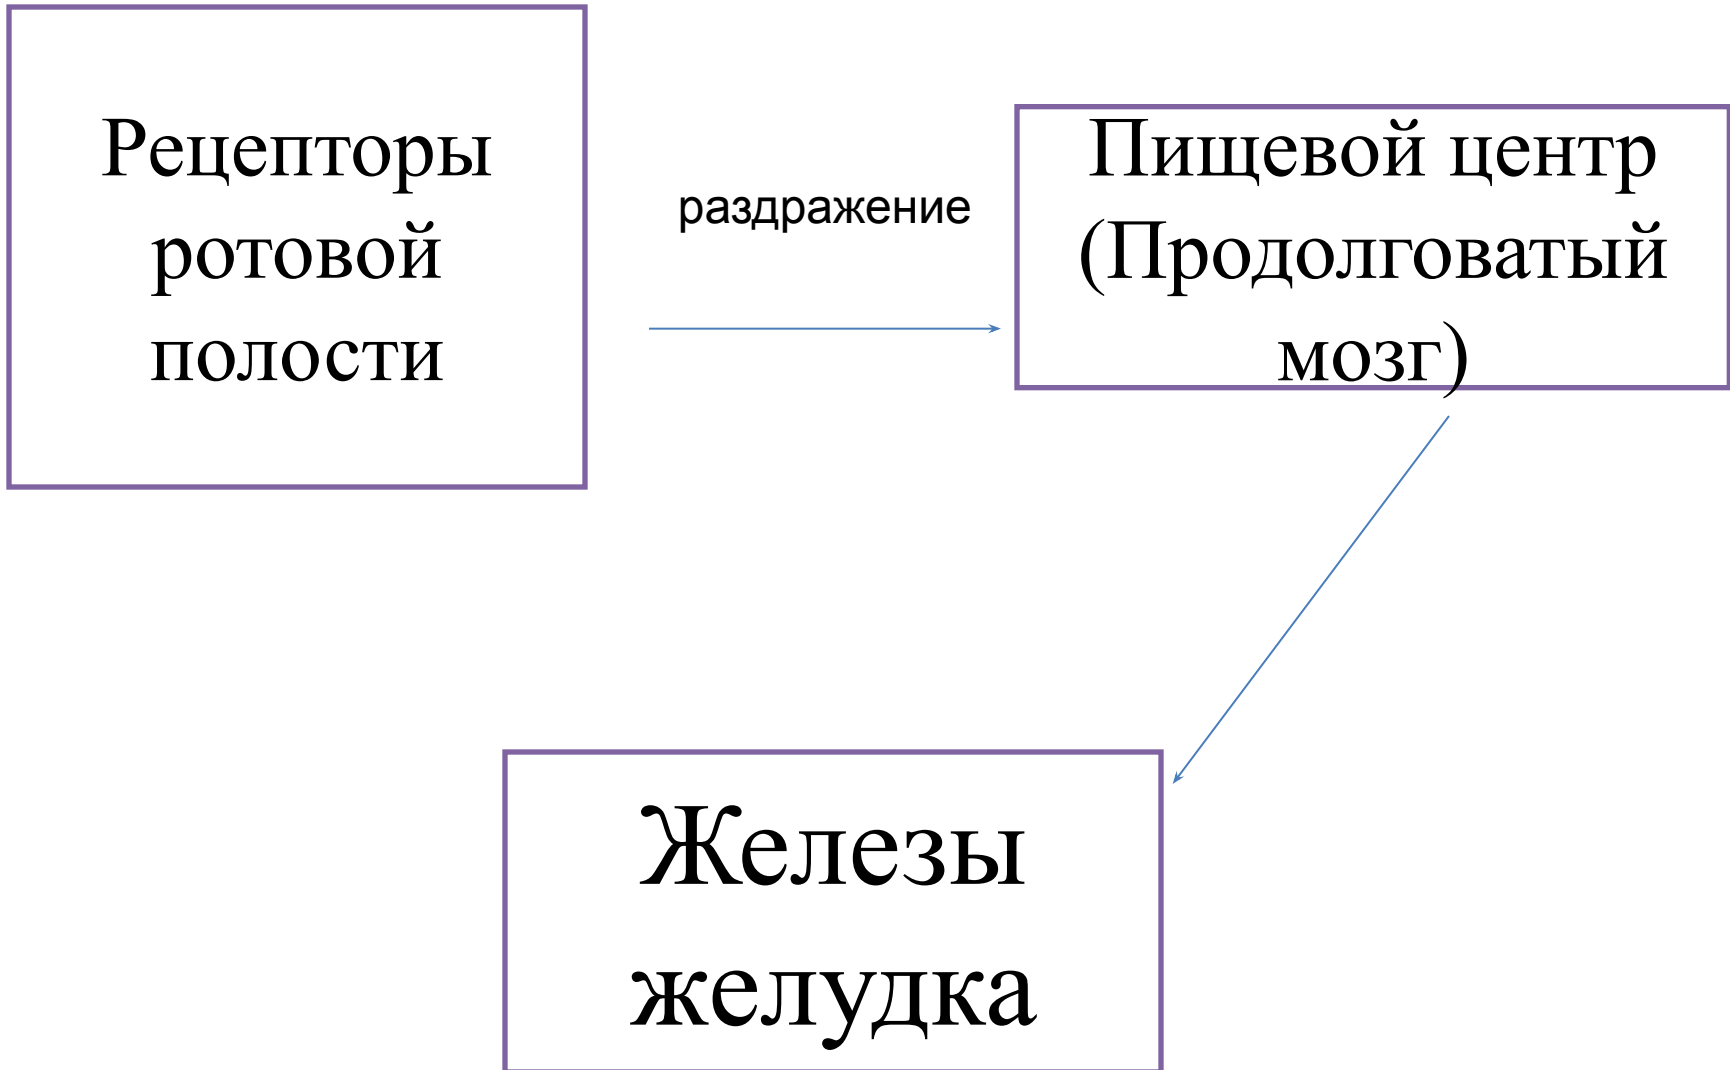 Рецепторы
ротовой
полости
раздражение
Пищевой центр
(Продолговатый
мозг)
Железы
желудка